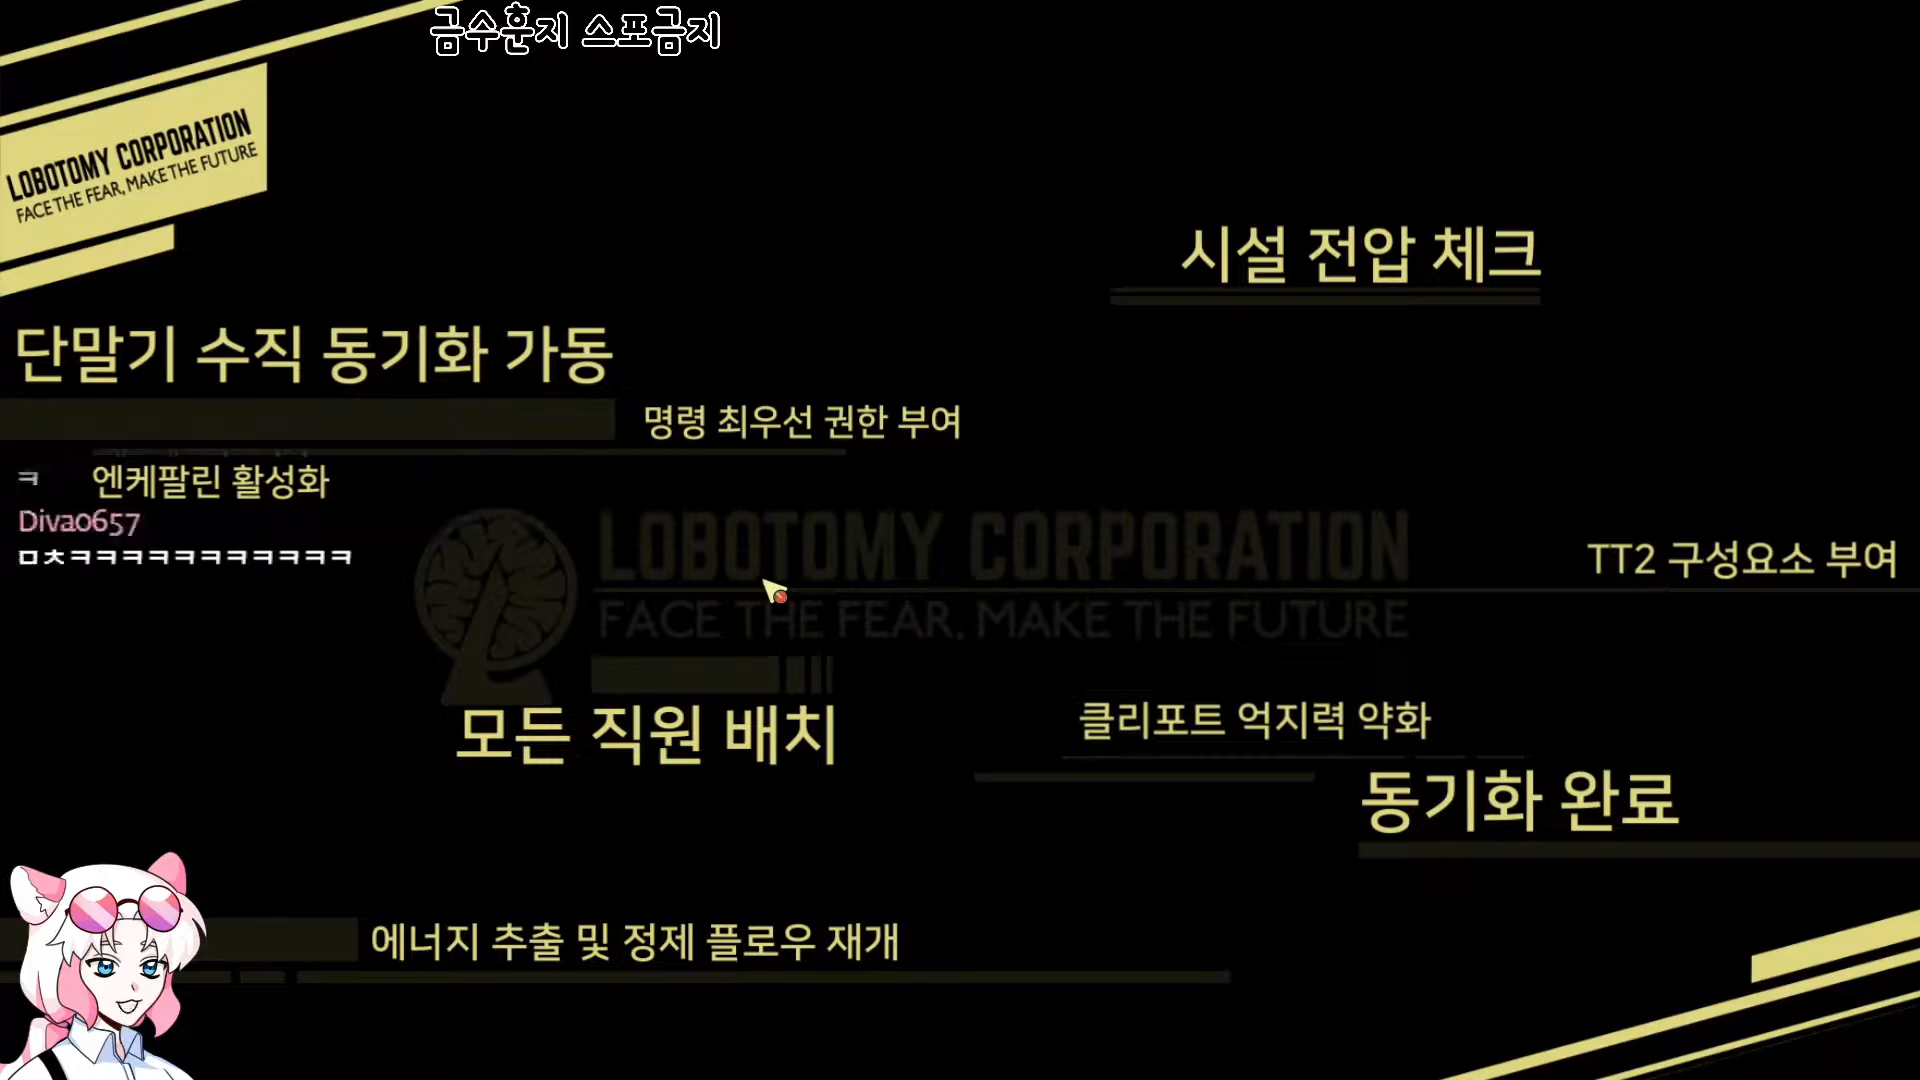 금수훈지 스포금지
LOBOTOMY CORPORATION
FACE THE FEAR, MAKE THE FUTURE
시설 전압 체크
단말기 수직 동기화 가동
명령 최우선 권한 부여
ㅋ
엔케팔린 활성화
Diva0657
ㅁㅊㅋㅋㅋㅋㅋㅋㅋㅋㅋㅋㅋ
LOBOTOMY CORPORATION
FACE THE FEAR, MAKE THE FUTURE
TT2 구성요소 부여
모든 직원 배치
클리포트 억지력 약화
동기화 완료
에너지 추출 및 정제 플로우 재개